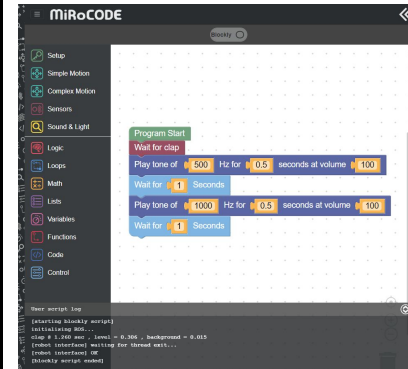 MiRoCODE
Blockly
Setup
Simple Motion
Complex Motion
Sensors
Sound & Light
Logic
Loops
Math
Lists
Variables
Functions
Code
Control
Program Start
Wait for clap
Play tone of 500 Hz for 0.5 seconds at volume 100
Wait for 1 Seconds
Play tone of 1000 Hz for 0.5 seconds at volume 100
Wait for 1 Seconds
User script log
[starting blockly script]
initialising ROS...
clap @ 1.260 sec , level = 0.306 , background = 0.015
[robot interface] waiting for thread exit...
[robot interface] OK
[blockly script ended]